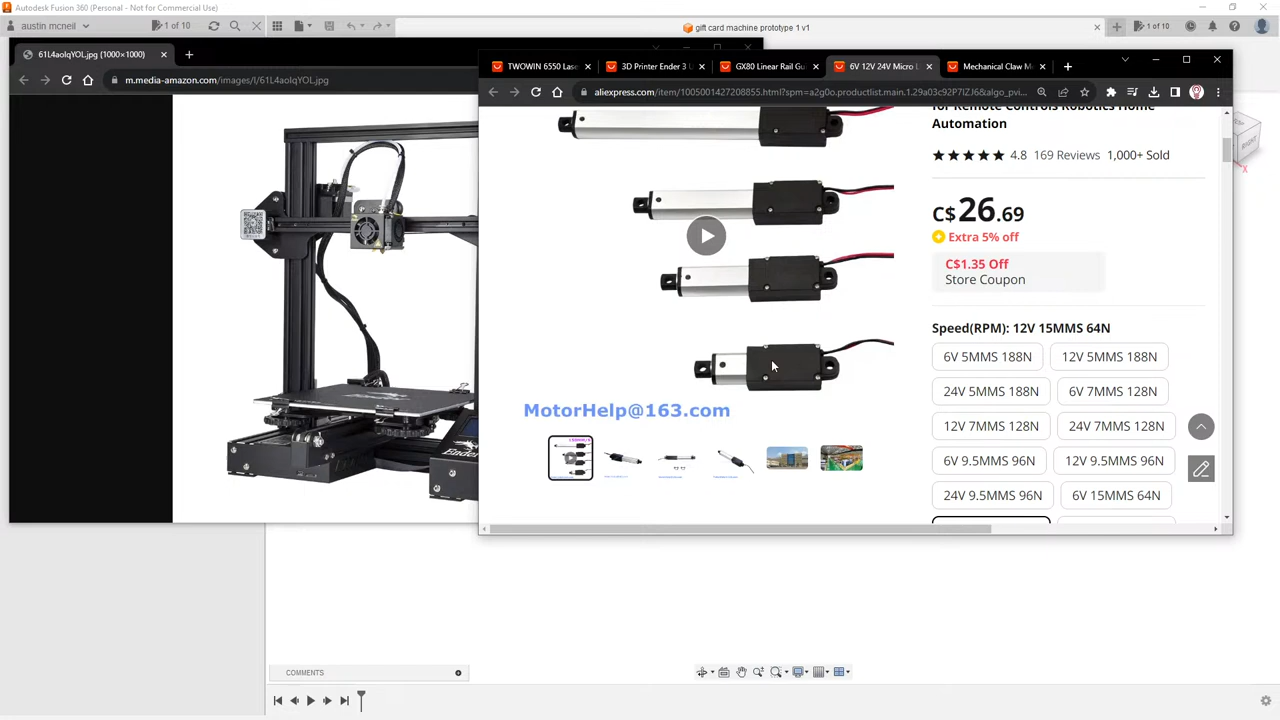 Autodesk Fusion 360 (Personal - Not for Commercial Use)
austin mcneil
1 of 10
gift card machine prototype 1 v1
1 of 10
61L4aolqYOL.jpg (1000×1000)
m.media-amazon.com/images/I/61L4aolqYOL.jpg
TWOWIN 6550 Lase
3D Printer Ender 3 U
GX80 Linear Rail Gu
6V 12V 24V Micro L
Mechanical Claw M
aliexpress.com/item/1005001427208855.html?spm=a2g0o.productlist.main.1.29a03c92P7lZJ6&algo_pvi...
for Remote Controls Robotics Home
Automation
4.8 169 Reviews 1,000+ Sold
C$26.69
Extra 5% off
C$1.35 Off
Store Coupon
Speed(RPM): 12V 15MMS 64N
6V 5MMS 188N
12V 5MMS 188N
24V 5MMS 188N
6V 7MMS 128N
12V 7MMS 128N
24V 7MMS 128N
6V 9.5MMS 96N
12V 9.5MMS 96N
24V 9.5MMS 96N
6V 15MMS 64N
MotorHelp@163.com
COMMENTS